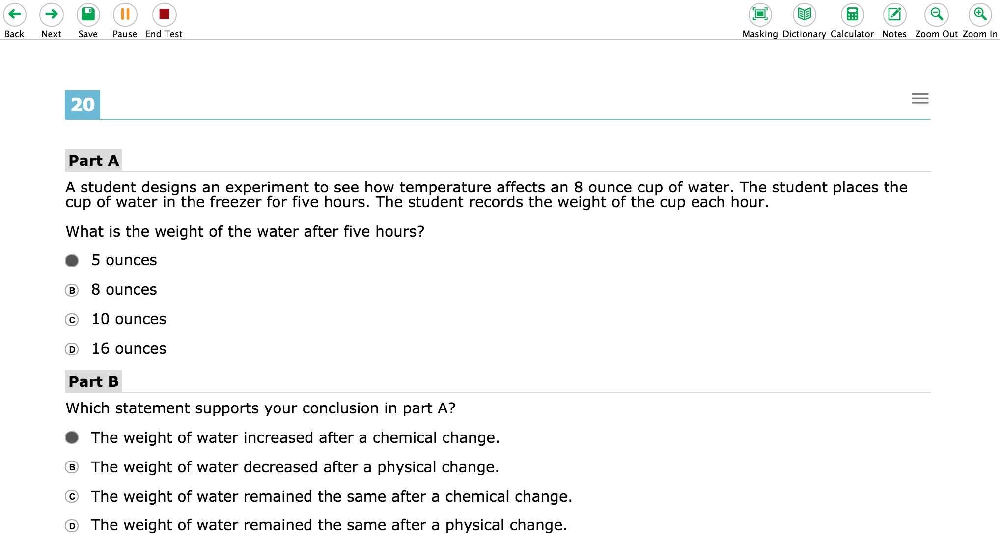 Back Next Save Pause End Test Masking Dictionary Calculator Notes Zoom Out Zoom In
20
Part A
A student designs an experiment to see how temperature affects an 8 ounce cup of water. The student places the
cup of water in the freezer for five hours. The student records the weight of the cup each hour.
What is the weight of the water after five hours?
5 ounces
B 8 ounces
C 10 ounces
D 16 ounces
Part B
Which statement supports your conclusion in part A?
The weight of water increased after a chemical change.
B The weight of water decreased after a physical change.
C The weight of water remained the same after a chemical change.
D The weight of water remained the same after a physical change.